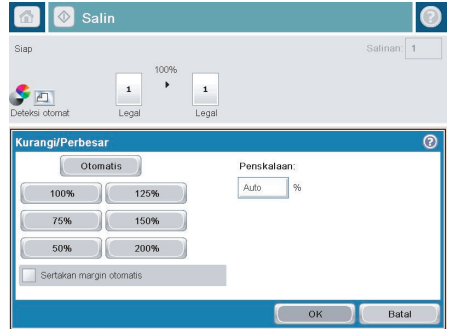 Salin
Siap
Salinan: 1
100%
1
1
Deteksi otomat
Legal
Legal
Kurangi/Perbesar
Otomatis
Penskalaan:
100%
125%
Auto %
75%
150%
50%
200%
Sertakan margin otomatis
OK
Batal